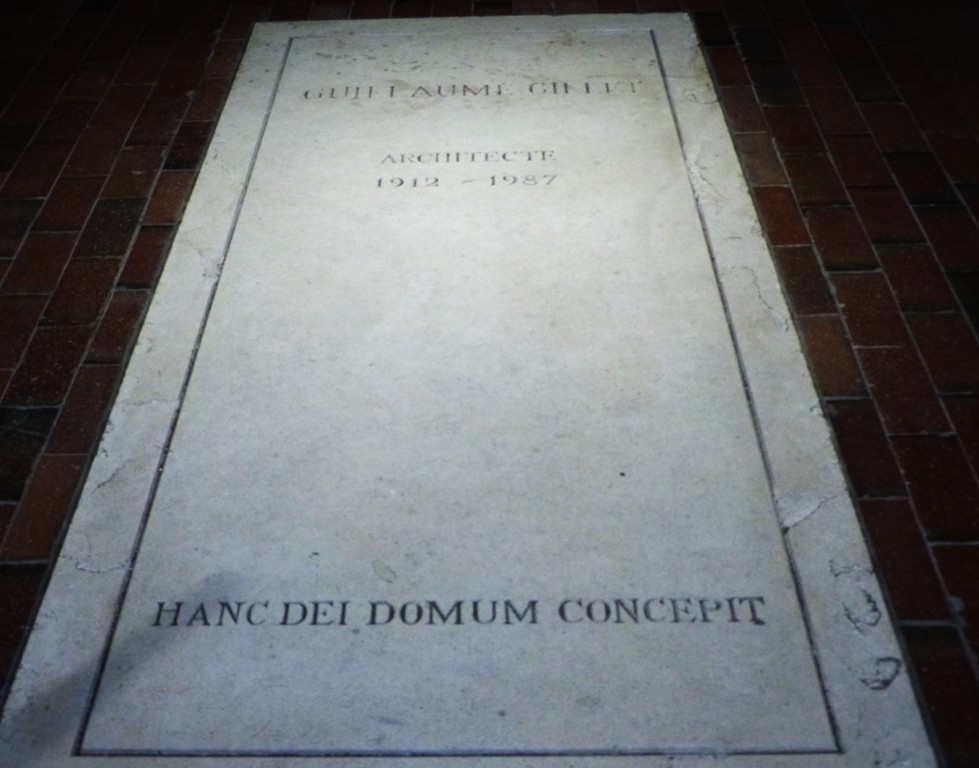 GUILLAUME GILLET
ARCHITECTE
1912 - 1987
HANC DEI DOMUM CONCEPIT